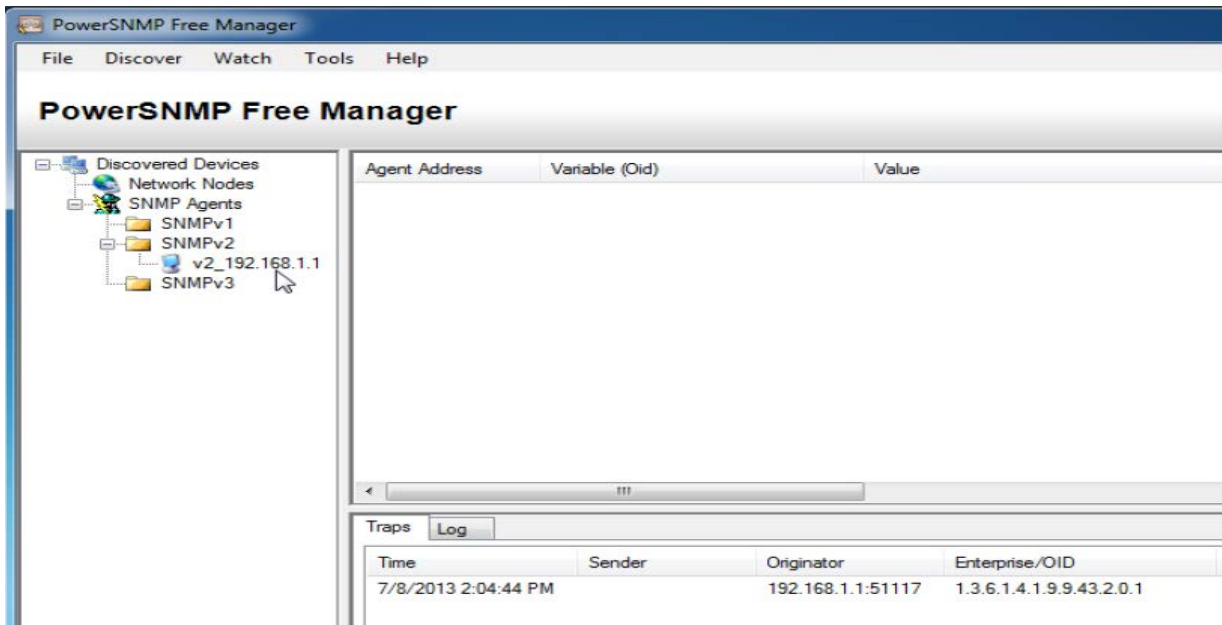 PowerSNMP Free Manager
File Discover Watch Tools Help
PowerSNMP Free Manager
Discovered Devices
Network Nodes
SNMP Agents
SNMPv1
SNMPv2
v2_192.168.1.1
SNMPv3
Agent Address Variable (Oid) Value
Traps Log
Time Sender Originator Enterprise/OID
7/8/2013 2:04:44 PM 192.168.1.1:51117 1.3.6.1.4.1.9.9.43.2.0.1